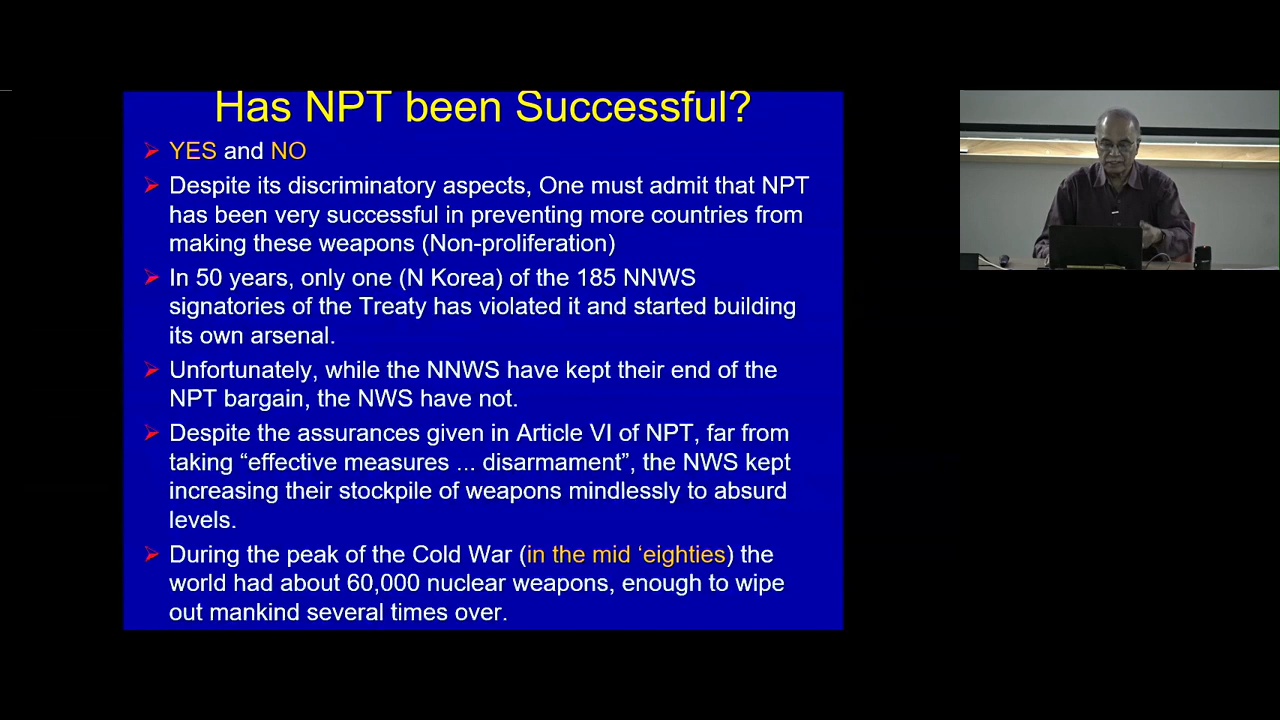 Has NPT been Successful?
YES and NO
Despite its discriminatory aspects, One must admit that NPT
has been very successful in preventing more countries from
making these weapons (Non-proliferation)
In 50 years, only one (N Korea) of the 185 NNWS
signatories of the Treaty has violated it and started building
its own arsenal.
Unfortunately, while the NNWS have kept their end of the
NPT bargain, the NWS have not.
Despite the assurances given in Article VI of NPT, far from
taking “effective measures ... disarmament”, the NWS kept
increasing their stockpile of weapons mindlessly to absurd
levels.
During the peak of the Cold War (in the mid ‘eighties) the
world had about 60,000 nuclear weapons, enough to wipe
out mankind several times over.